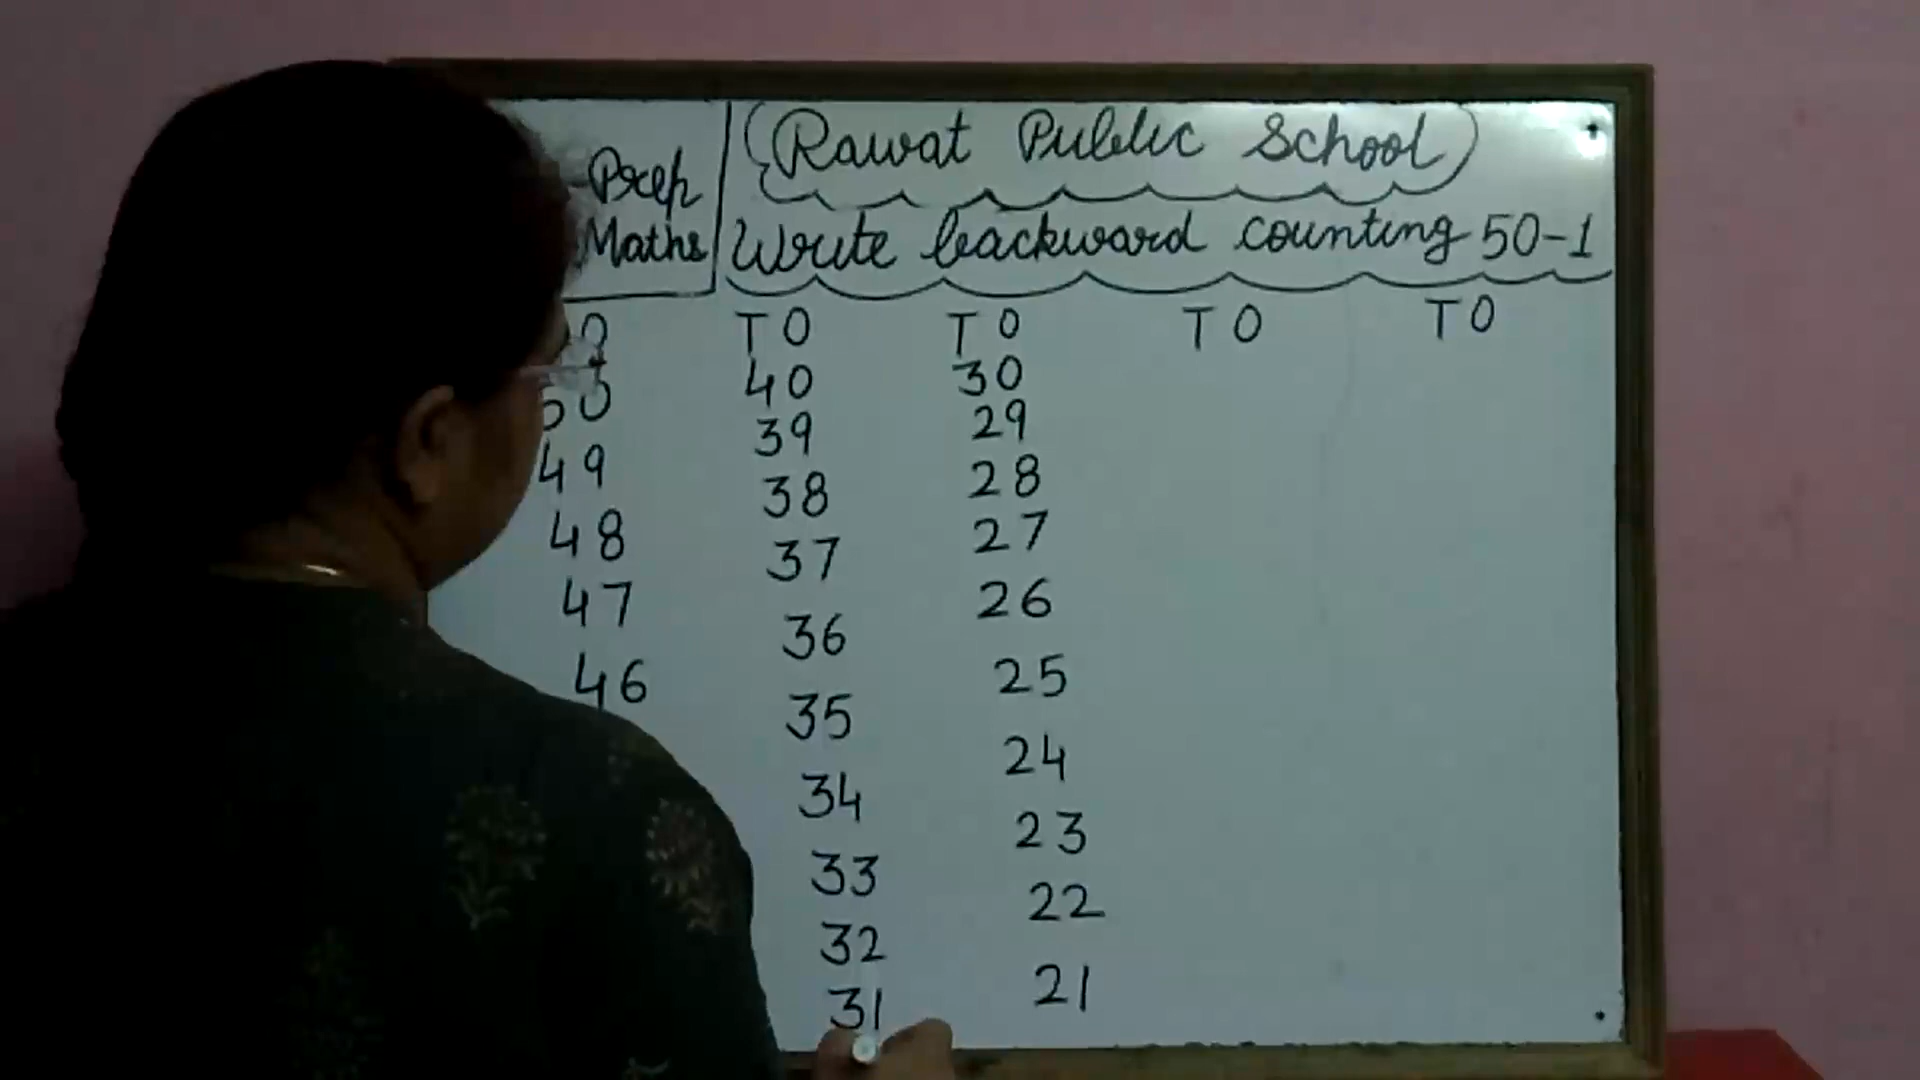 Prep
Maths
Rawat Public School
Write backward counting 50-1
O
50
49
48
47
46
T O
40
39
38
37
36
35
34
33
32
31
T O
30
29
28
27
26
25
24
23
22
21
T O
T O